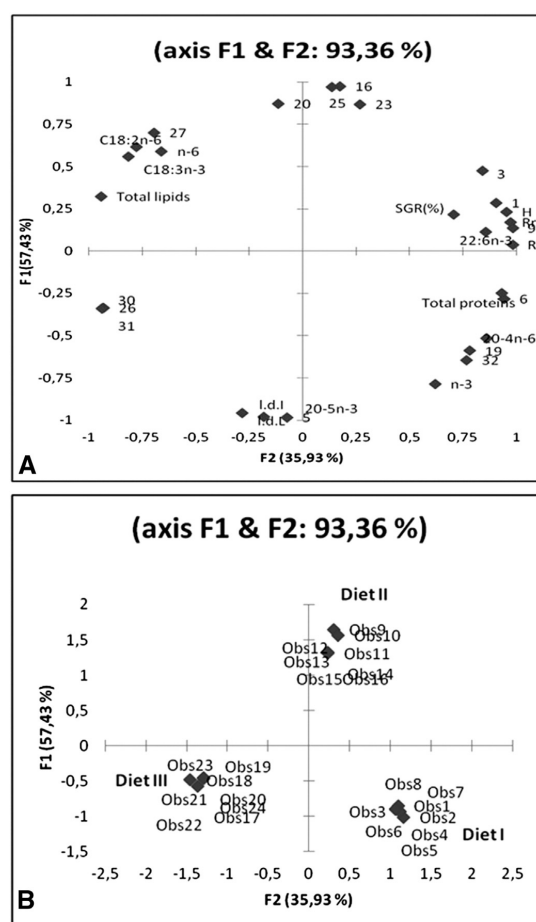 (axis F1 & F2: 93,36 %)
1
16
20
25
23
0,75
27
C18:2n-6
n-6
0,5
C18:3n-3
3
Total lipids
1
0,25
SGR(%)
H
9
22:6n-3
R
0
F1(57,43%)
-0,25
30
26
31
Total proteins
6
-0,5
20-4n-6
19
32
-0,75
n-3
l.d.l
20-5n-3
l.d.L
5
-1
-1
-0,75
-0,5
-0,25
0
0,25
0,5
0,75
1
F2 (35,93 %)
A
(axis F1 & F2: 93,36 %)
Diet II
2
Obs9
1,5
Obs10
Obs12
Obs11
Obs13
1
Obs14
Obs15
Obs16
0,5
F1 (57,43 %)
0
Obs23
Obs19
-0,5
Diet III
Obs18
Obs8
Obs7
Obs21
Obs20
Obs1
Obs24
Obs3
-1
Obs17
Obs2
Obs22
Obs6
Obs4
Diet I
-1,5
Obs5
-2,5
-2
-1,5
-1
-0,5
0
0,5
1
1,5
2
2,5
F2 (35,93 %)
B